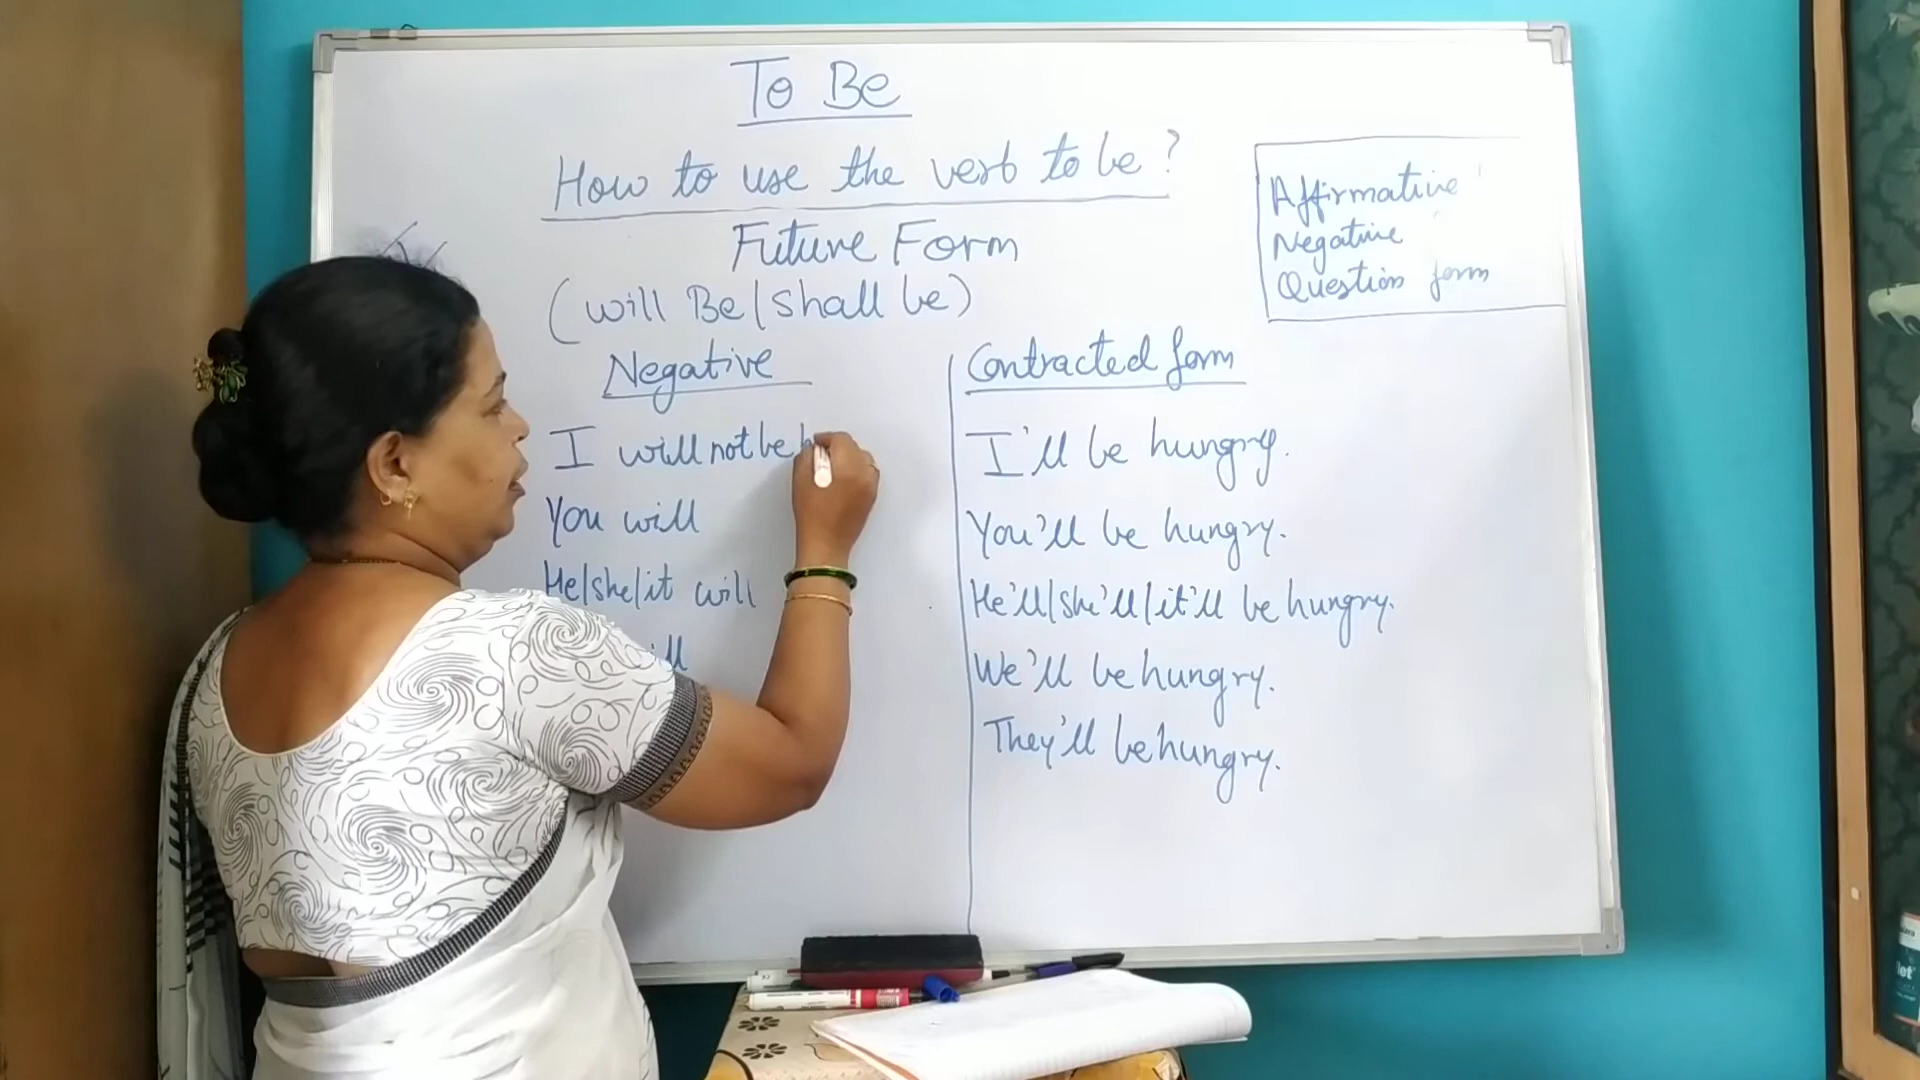 To Be
How to use the verb to be?
Future Form
(will Be/shall be)
Affirmative
Negative
Question form
Negative
I will not be h
You will
He/she/it will
ill
Contracted form
I'll be hungry.
You'll be hungry.
He'll/she'll/it'll be hungry.
We'll be hungry.
They'll be hungry.